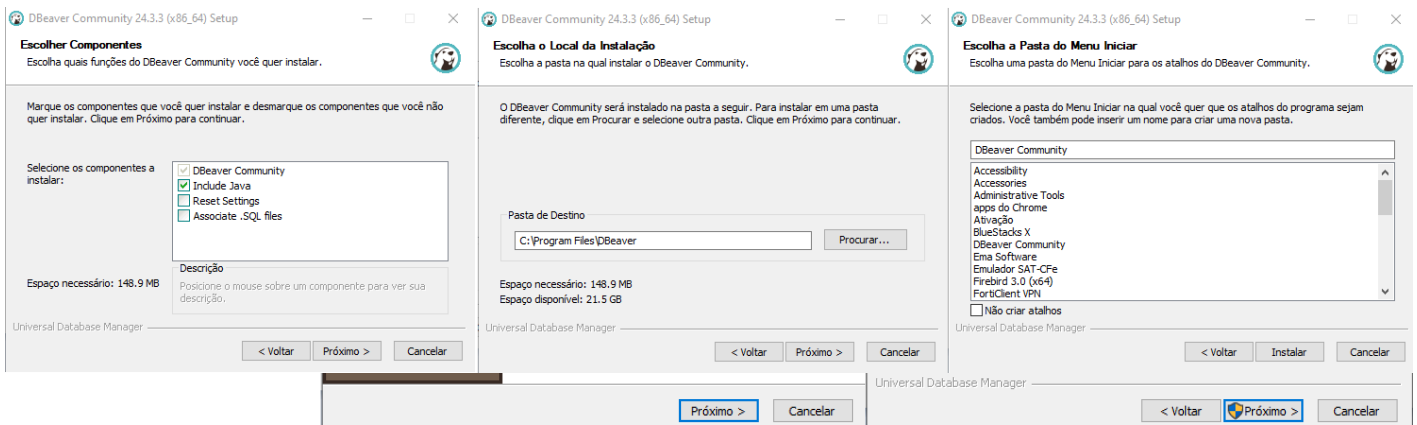 DBeaver Community 24.3.3 (x86_64) Setup
Escolher Componentes
Escolha quais funções do DBeaver Community você quer instalar.
Marque os componentes que você quer instalar e desmarque os componentes que você não
quer instalar. Clique em Próximo para continuar.
Selecione os componentes a
instalar:
DBeaver Community
Include Java
Reset Settings
Associate .SQL files
Espaço necessário: 148.9 MB
Descrição
Posicione o mouse sobre um componente para ver sua
descrição.
Universal Database Manager
< Voltar
Próximo >
Cancelar
DBeaver Community 24.3.3 (x86_64) Setup
Escolha o Local da Instalação
Escolha a pasta na qual instalar o DBeaver Community.
O DBeaver Community será instalado na pasta a seguir. Para instalar em uma pasta
diferente, clique em Procurar e selecione outra pasta. Clique em Próximo para continuar.
Pasta de Destino
C:\Program Files\DBeaver
Procurar...
Espaço necessário: 148.9 MB
Espaço disponível: 21.5 GB
Universal Database Manager
< Voltar
Próximo >
Cancelar
DBeaver Community 24.3.3 (x86_64) Setup
Escolha a Pasta do Menu Iniciar
Escolha uma pasta do Menu Iniciar para os atalhos do DBeaver Community.
Selecione a pasta do Menu Iniciar na qual você quer que os atalhos do programa sejam
criados. Você também pode inserir um nome para criar uma nova pasta.
DBeaver Community
Accessibility
Accessories
Administrative Tools
apps do Chrome
Ativação
BlueStacks X
DBeaver Community
Ema Software
Emulador SAT-CFe
Firebird 3.0 (x64)
FortiClient VPN
Não criar atalhos
Universal Database Manager
< Voltar
Instalar
Cancelar
Próximo >
Cancelar
Universal Database Manager
< Voltar
Próximo >
Cancelar